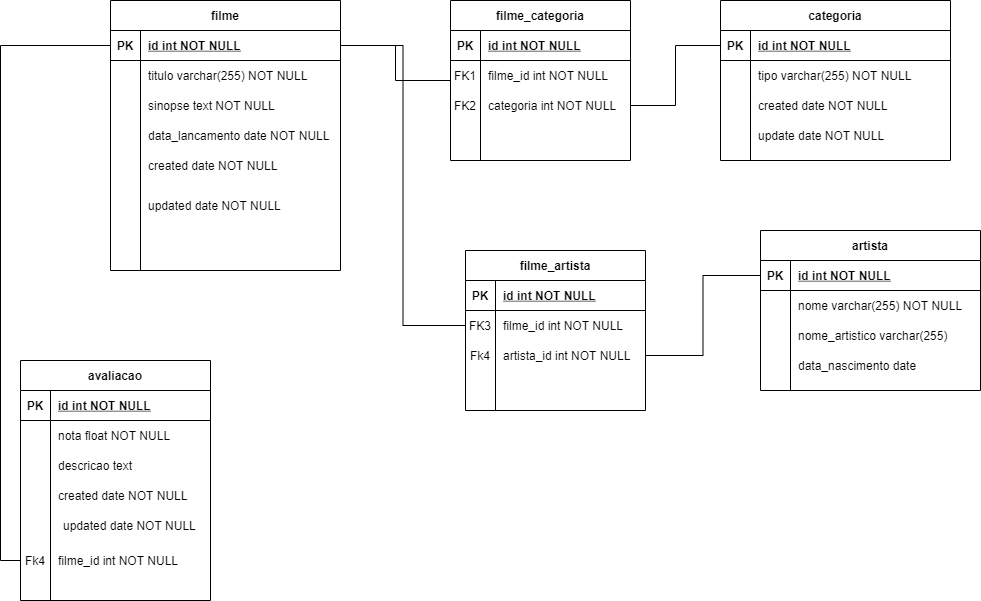 filme
PK id int NOT NULL
titulo varchar(255) NOT NULL
sinopse text NOT NULL
data_lancamento date NOT NULL
created date NOT NULL
updated date NOT NULL
filme_categoria
PK id int NOT NULL
FK1 filme_id int NOT NULL
FK2 categoria int NOT NULL
categoria
PK id int NOT NULL
tipo varchar(255) NOT NULL
created date NOT NULL
update date NOT NULL
filme_artista
PK id int NOT NULL
FK3 filme_id int NOT NULL
Fk4 artista_id int NOT NULL
artista
PK id int NOT NULL
nome varchar(255) NOT NULL
nome_artistico varchar(255)
data_nascimento date
avaliacao
PK id int NOT NULL
nota float NOT NULL
descricao text
created date NOT NULL
updated date NOT NULL
Fk4 filme_id int NOT NULL